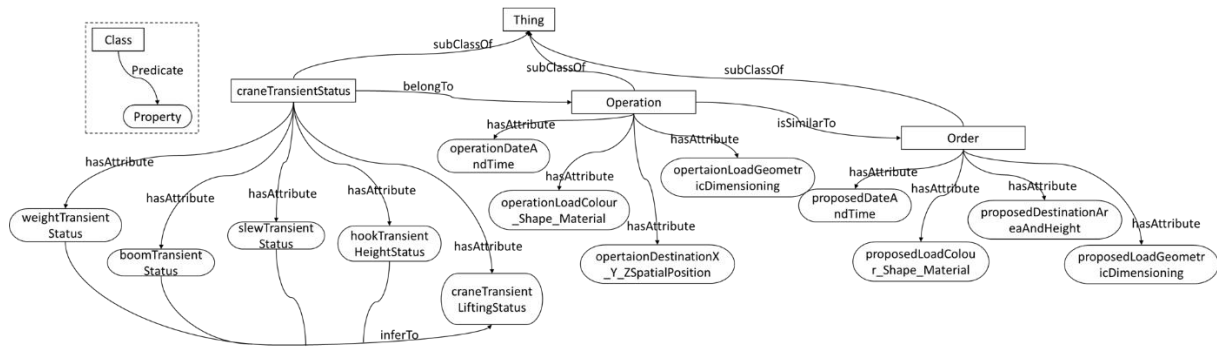 Thing
Class
subClassOf
subClassOf
subClassOf
Predicate
craneTransientStatus
belongTo
Operation
Property
isSimilarTo
Order
hasAttribute
hasAttribute
operationDateA
ndTime
opertaionLoadGeometr
icDimensioning
hasAttribute
hasAttribute
hasAttribute
hasAttribute
hasAttribute
hasAttribute
hasAttribute
operationLoadColour
_Shape_Material
proposedDateA
ndTime
hasAttribute
hasAttribute
weightTransient
Status
slewTransient
Status
hookTransient
HeightStatus
hasAttribute
hasAttribute
proposedDestinationAr
eaAndHeight
hasAttribute
boomTransient
Status
opertaionDestinationX
_Y_ZSpatialPosition
proposedLoadColou
r_Shape_Material
proposedLoadGeometr
icDimensioning
craneTransient
LiftingStatus
inferTo